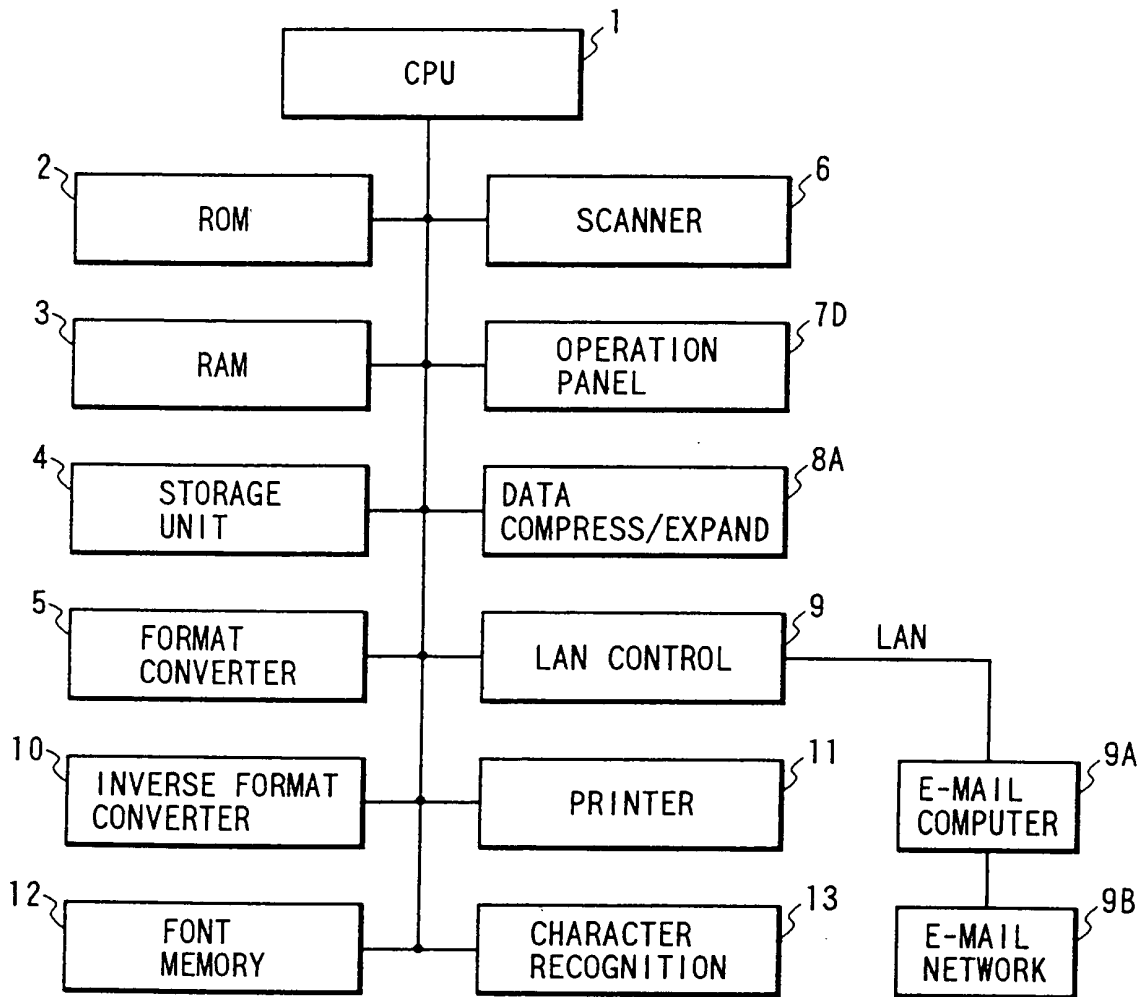 1
CPU
2
ROM
6
SCANNER
3
RAM
7D
OPERATION
PANEL
4
STORAGE
UNIT
8A
DATA
COMPRESS/EXPAND
5
FORMAT
CONVERTER
9
LAN CONTROL
LAN
10
INVERSE FORMAT
CONVERTER
11
PRINTER
9A
E-MAIL
COMPUTER
12
FONT
MEMORY
13
CHARACTER
RECOGNITION
9B
E-MAIL
NETWORK